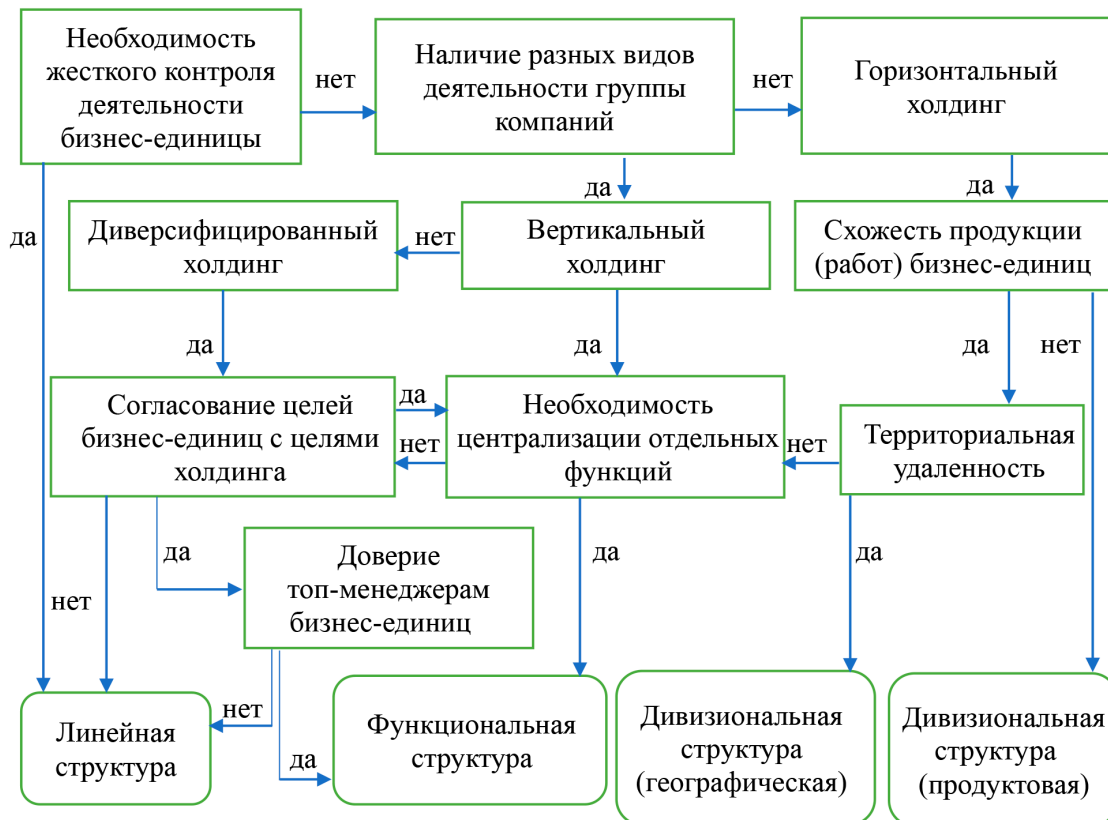 Необходимость
жесткого контроля
деятельности
бизнес-единицы
нет
Наличие разных видов
деятельности группы
компаний
нет
Горизонтальный
холдинг
да
да
да
Диверсифицированный
холдинг
нет
Вертикальный
холдинг
Схожесть продукции
(работ) бизнес-единиц
да
да
да
нет
Согласование целей
бизнес-единиц с целями
холдинга
да
нет
Необходимость
централизации отдельных
функций
нет
Территориальная
удаленность
да
нет
Доверие
топ-менеджерам
бизнес-единиц
да
да
нет
да
Линейная
структура
Функциональная
структура
Дивизиональная
структура
(географическая)
Дивизиональная
структура
(продуктовая)